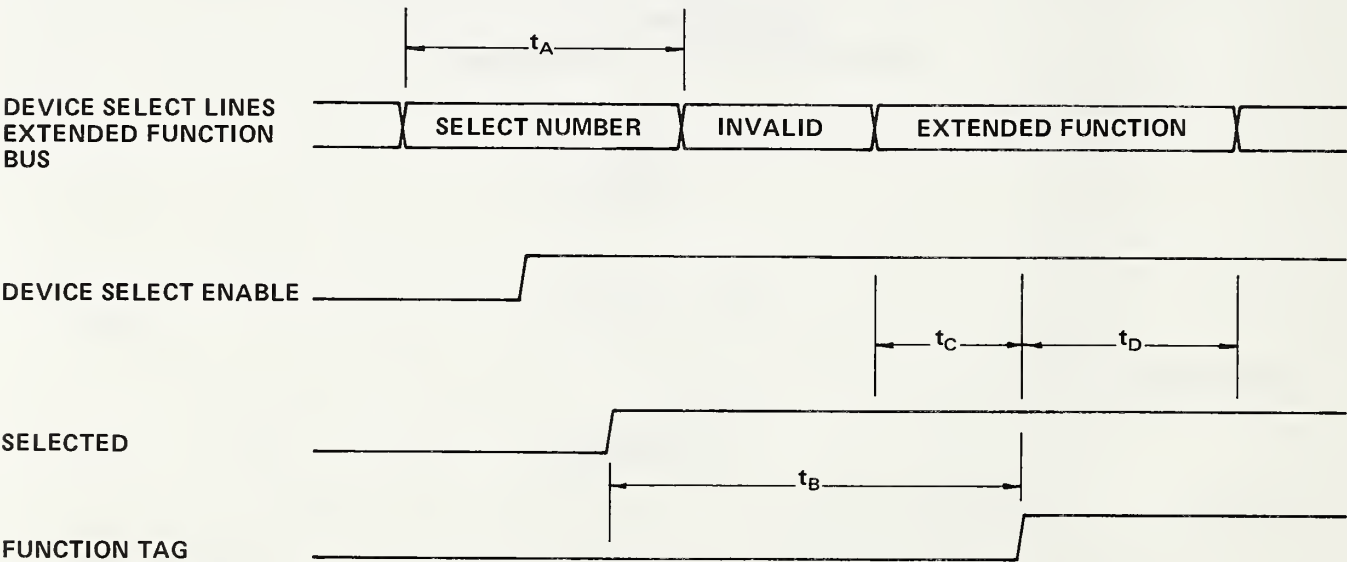 tA
DEVICE SELECT LINES
EXTENDED FUNCTION
BUS
SELECT NUMBER
INVALID
EXTENDED FUNCTION
DEVICE SELECT ENABLE
tC
tD
SELECTED
tB
FUNCTION TAG